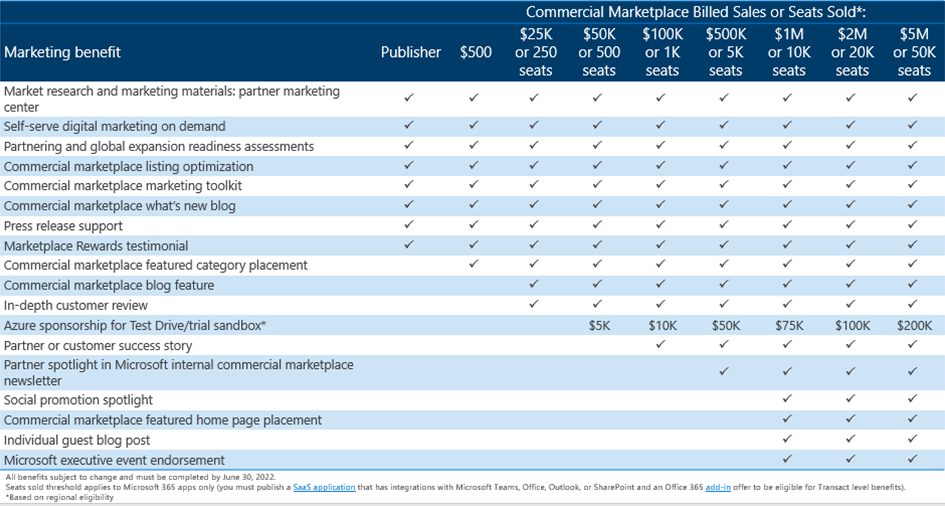 Commercial Marketplace Billed Sales or Seats Sold*:
Marketing benefit Publisher $500 $25K or 250 seats $50K or 500 seats $100K or 1K seats $500K or 5K seats $1M or 10K seats $2M or 20K seats $5M or 50K seats
Market research and marketing materials: partner marketing
center ✓ ✓ ✓ ✓ ✓ ✓ ✓ ✓ ✓
Self-serve digital marketing on demand ✓ ✓ ✓ ✓ ✓ ✓ ✓ ✓ ✓
Partnering and global expansion readiness assessments ✓ ✓ ✓ ✓ ✓ ✓ ✓ ✓ ✓
Commercial marketplace listing optimization ✓ ✓ ✓ ✓ ✓ ✓ ✓ ✓ ✓
Commercial marketplace marketing toolkit ✓ ✓ ✓ ✓ ✓ ✓ ✓ ✓ ✓
Commercial marketplace what's new blog ✓ ✓ ✓ ✓ ✓ ✓ ✓ ✓ ✓
Press release support ✓ ✓ ✓ ✓ ✓ ✓ ✓ ✓ ✓
Marketplace Rewards testimonial ✓ ✓ ✓ ✓ ✓ ✓ ✓ ✓ ✓
Commercial marketplace featured category placement ✓ ✓ ✓ ✓ ✓ ✓ ✓ ✓
Commercial marketplace blog feature ✓ ✓ ✓ ✓ ✓ ✓ ✓
In-depth customer review ✓ ✓ ✓ ✓ ✓ ✓ ✓
Azure sponsorship for Test Drive/trial sandbox* $5K $10K $50K $75K $100K $200K
Partner or customer success story ✓ ✓ ✓ ✓ ✓
Partner spotlight in Microsoft internal commercial marketplace
newsletter ✓ ✓ ✓ ✓
Social promotion spotlight ✓ ✓ ✓
Commercial marketplace featured home page placement ✓ ✓ ✓
Individual guest blog post ✓ ✓ ✓
Microsoft executive event endorsement ✓ ✓ ✓
All benefits subject to change and must be completed by June 30, 2022.
Seats sold threshold applies to Microsoft 365 apps only (you must publish a SaaS application that has integrations with Microsoft Teams, Office, Outlook, or SharePoint and an Office 365 add-in offer to be eligible for Transact level benefits).
*Based on regional eligibility